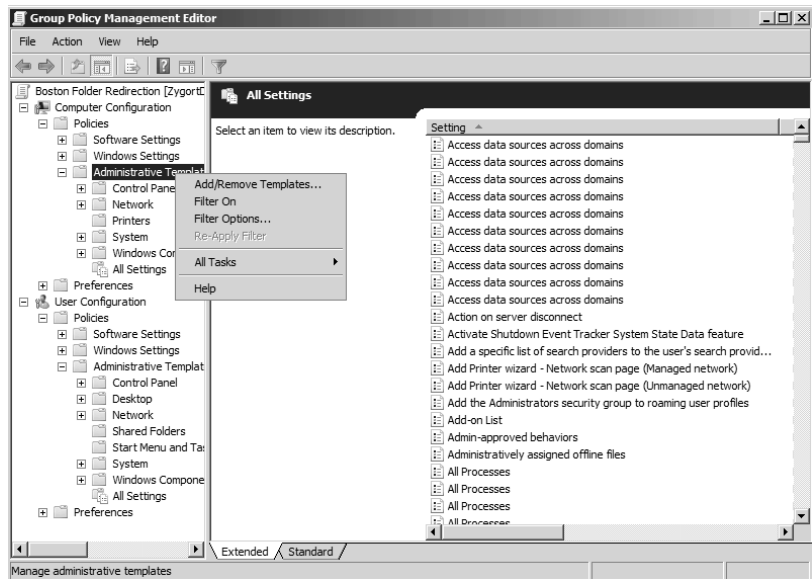 Group Policy Management Editor
File Action View Help
Boston Folder Redirection [Zygort
Computer Configuration
Policies
Software Settings
Windows Settings
Administrative Templat
Control Pane
Network
Printers
System
Windows Cor
All Settings
Preferences
User Configuration
Policies
Software Settings
Windows Settings
Administrative Templat
Control Panel
Desktop
Network
Shared Folders
Start Menu and Ta
System
Windows Compone
All Settings
Preferences
Add/Remove Templates...
Filter On
Filter Options...
Re-Apply Filter
All Tasks
Help
All Settings
Select an item to view its description.
Setting
Access data sources across domains
Access data sources across domains
Access data sources across domains
Access data sources across domains
Access data sources across domains
Access data sources across domains
Access data sources across domains
Access data sources across domains
Access data sources across domains
Access data sources across domains
Action on server disconnect
Activate Shutdown Event Tracker System State Data feature
Add a specific list of search providers to the user's search provid...
Add Printer wizard - Network scan page (Managed network)
Add Printer wizard - Network scan page (Unmanaged network)
Add the Administrators security group to roaming user profiles
Add-on List
Admin-approved behaviors
Administratively assigned offline files
All Processes
All Processes
All Processes
All Processes
Extended Standard
Manage administrative templates